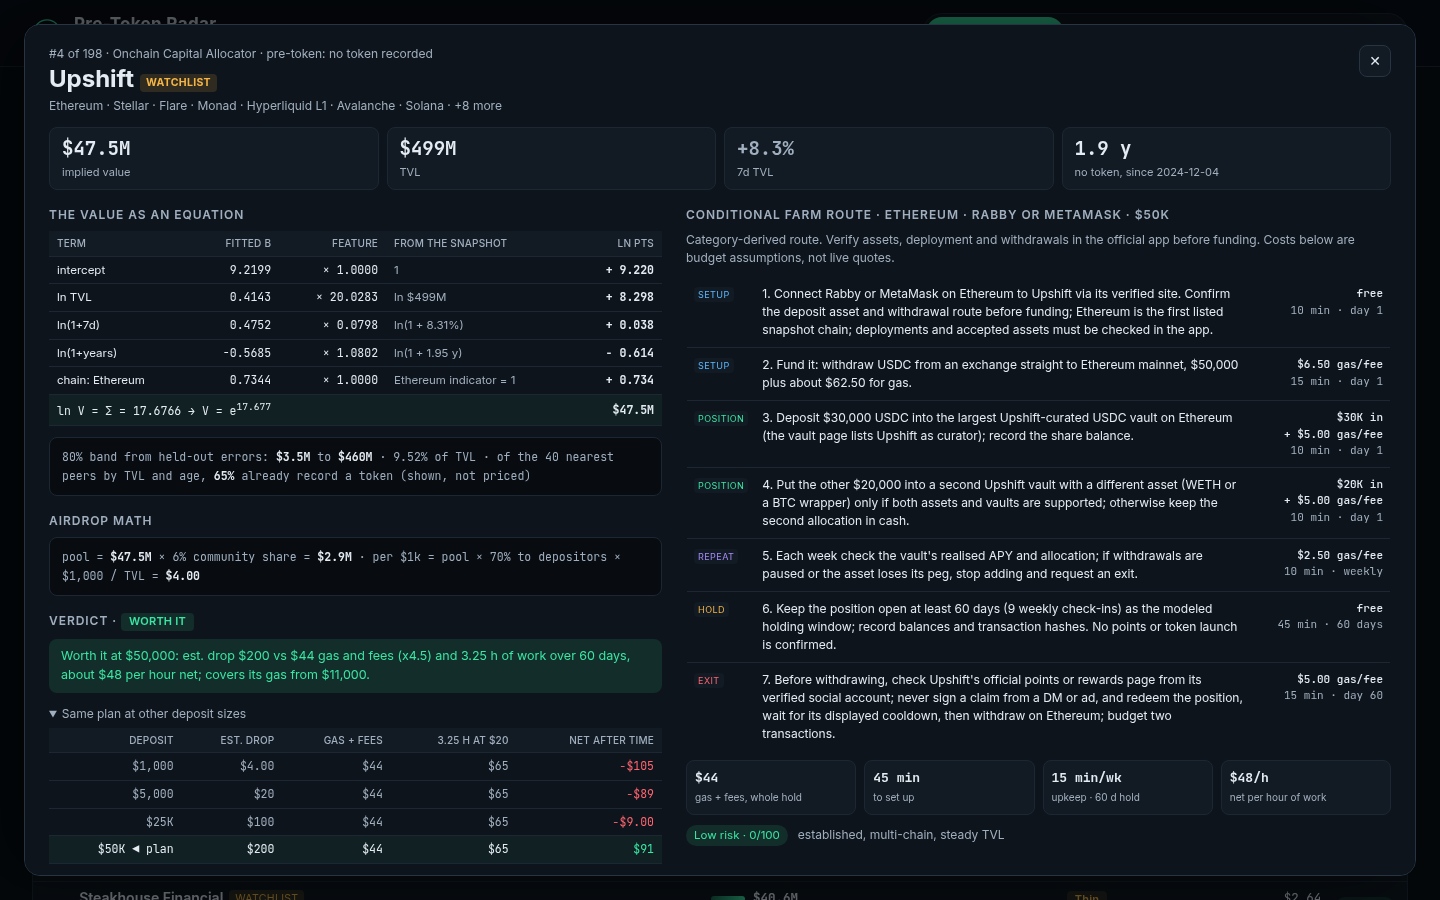 Pre-Token Radar
#4 of 198 · Onchain Capital Allocator · pre-token: no token recorded
Upshift WATCHLIST
Ethereum · Stellar · Flare · Monad · Hyperliquid L1 · Avalanche · Solana · +8 more
✕
$47.5M
implied value
$499M
TVL
+8.3%
7d TVL
1.9 y
no token, since 2024-12-04
THE VALUE AS AN EQUATION
TERM FITTED B FEATURE FROM THE SNAPSHOT LN PTS
intercept 9.2199 × 1.0000 1 + 9.220
ln TVL 0.4143 × 20.0283 ln $499M + 8.298
ln(1+7d) 0.4752 × 0.0798 ln(1 + 8.31%) + 0.038
ln(1+years) -0.5685 × 1.0802 ln(1 + 1.95 y) - 0.614
chain: Ethereum 0.7344 × 1.0000 Ethereum indicator = 1 + 0.734
ln V = Σ = 17.6766 → V = e17.677 $47.5M
80% band from held-out errors: $3.5M to $460M · 9.52% of TVL · of the 40 nearest
peers by TVL and age, 65% already record a token (shown, not priced)
AIRDROP MATH
pool = $47.5M × 6% community share = $2.9M · per $1k = pool × 70% to depositors ×
$1,000 / TVL = $4.00
VERDICT · WORTH IT
Worth it at $50,000: est. drop $200 vs $44 gas and fees (x4.5) and 3.25 h of work over 60 days,
about $48 per hour net; covers its gas from $11,000.
▼ Same plan at other deposit sizes
DEPOSIT EST. DROP GAS + FEES 3.25 H AT $20 NET AFTER TIME
$1,000 $4.00 $44 $65 -$105
$5,000 $20 $44 $65 -$89
$25K $100 $44 $65 -$9.00
$50K ◄ plan $200 $44 $65 $91
CONDITIONAL FARM ROUTE · ETHEREUM · RABBY OR METAMASK · $50K
Category-derived route. Verify assets, deployment and withdrawals in the official app before funding. Costs below are
budget assumptions, not live quotes.
SETUP 1. Connect Rabby or MetaMask on Ethereum to Upshift via its verified site. Confirm free
the deposit asset and withdrawal route before funding; Ethereum is the first listed 10 min · day 1
snapshot chain; deployments and accepted assets must be checked in the app.
SETUP 2. Fund it: withdraw USDC from an exchange straight to Ethereum mainnet, $50,000 $6.50 gas/fee
plus about $62.50 for gas. 15 min · day 1
POSITION 3. Deposit $30,000 USDC into the largest Upshift-curated USDC vault on Ethereum $30K in
(the vault page lists Upshift as curator); record the share balance. + $5.00 gas/fee
10 min · day 1
POSITION 4. Put the other $20,000 into a second Upshift vault with a different asset (WETH or $20K in
a BTC wrapper) only if both assets and vaults are supported; otherwise keep the + $5.00 gas/fee
second allocation in cash. 10 min · day 1
REPEAT 5. Each week check the vault's realised APY and allocation; if withdrawals are $2.50 gas/fee
paused or the asset loses its peg, stop adding and request an exit. 10 min · weekly
HOLD 6. Keep the position open at least 60 days (9 weekly check-ins) as the modeled free
holding window; record balances and transaction hashes. No points or token launch 45 min · 60 days
is confirmed.
EXIT 7. Before withdrawing, check Upshift's official points or rewards page from its $5.00 gas/fee
verified social account; never sign a claim from a DM or ad, and redeem the position, 15 min · day 60
wait for its displayed cooldown, then withdraw on Ethereum; budget two
transactions.
$44
gas + fees, whole hold
45 min
to set up
15 min/wk
upkeep · 60 d hold
$48/h
net per hour of work
Low risk · 0/100 established, multi-chain, steady TVL
Steakhouse Financial WATCHLIST $40.6M Thin $2.64